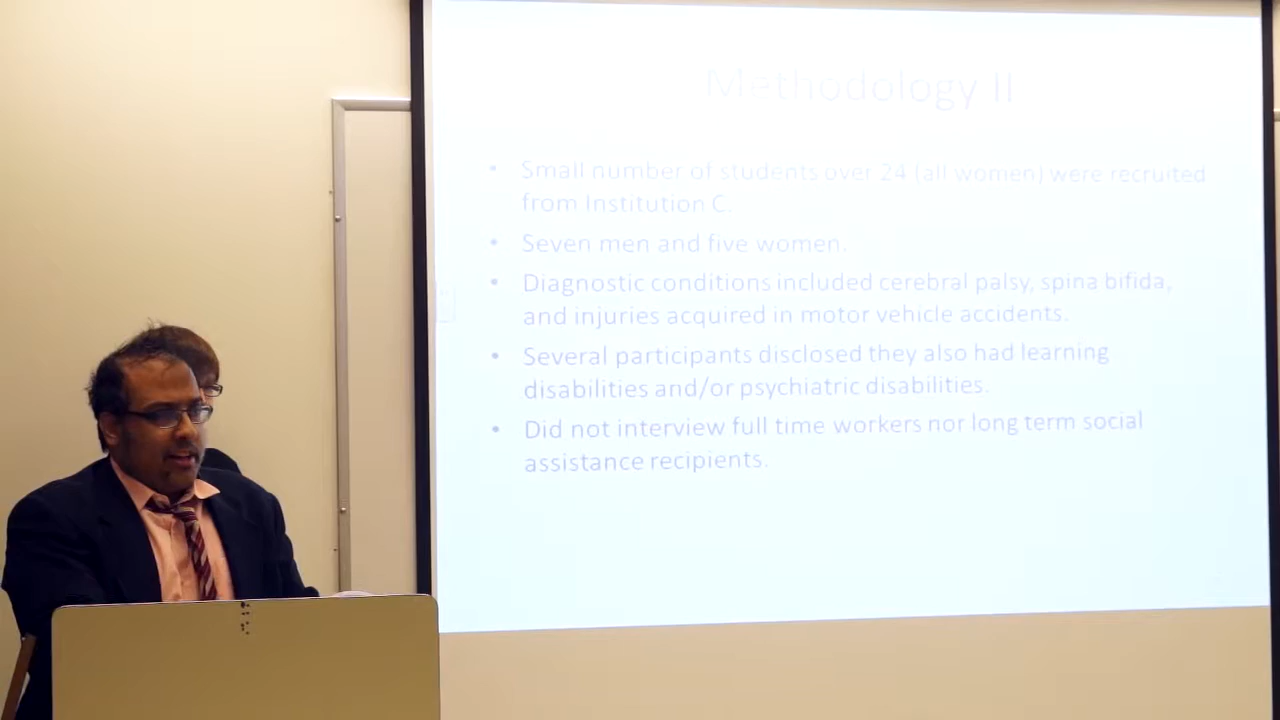 Methodology II
• Small number of students over 24 (all women) were recruited
from Institution C.
• Seven men and five women.
• Diagnostic conditions included cerebral palsy, spina bifida,
and injuries acquired in motor vehicle accidents.
• Several participants disclosed they also had learning
disabilities and/or psychiatric disabilities.
• Did not interview full time workers nor long term social
assistance recipients.